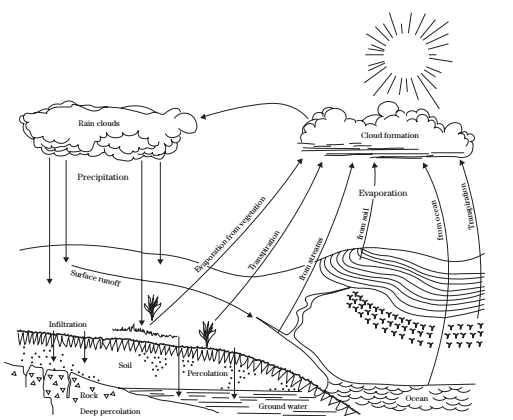 Rain clouds
Cloud formation
Precipitation
Evaporation
Evaporation from vegetation
Transpiration
from streams
from soil
from ocean
Transpiration
Surface runoff
Infiltration
Soil
Percolation
Rock
Deep percolation
Ground water
Ocean